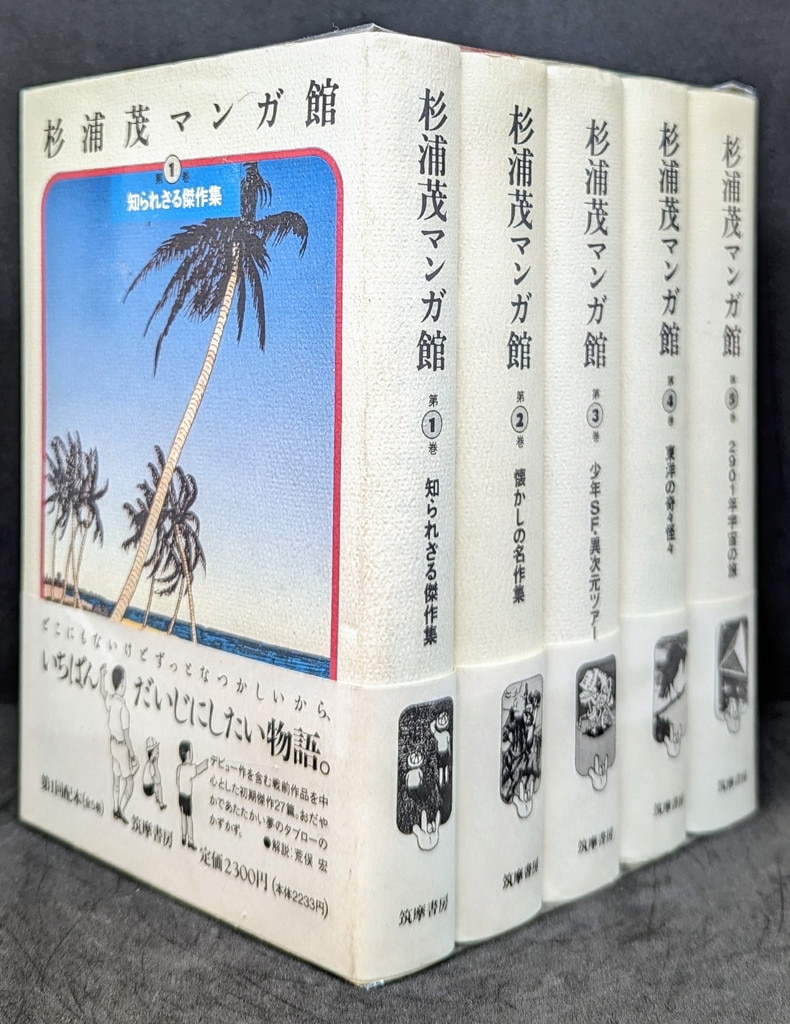 杉浦茂マンガ館
第1巻
知られざる傑作集
どこにもないけどずっとなつかしいから、
いちばんだいじにしたい物語。
デビュー作を含む戦前作品を中
心とした初期傑作27篇。おだや
かであたたかい夢のタブローの
かずかず。
●解説:荒俣 宏
第1回配本(全5巻)
筑摩書房
定価2300円(本体2233円)
杉浦茂マンガ館
第1巻
知られざる傑作集
筑摩書房
杉浦茂マンガ館
第2巻
懐かしの名作集
筑摩書房
杉浦茂マンガ館
第3巻
少年SF・異次元ツアー
筑摩書房
杉浦茂マンガ館
第4巻
東洋の奇々怪々
筑摩書房
杉浦茂マンガ館
第5巻
2901年宇宙の旅
筑摩書房